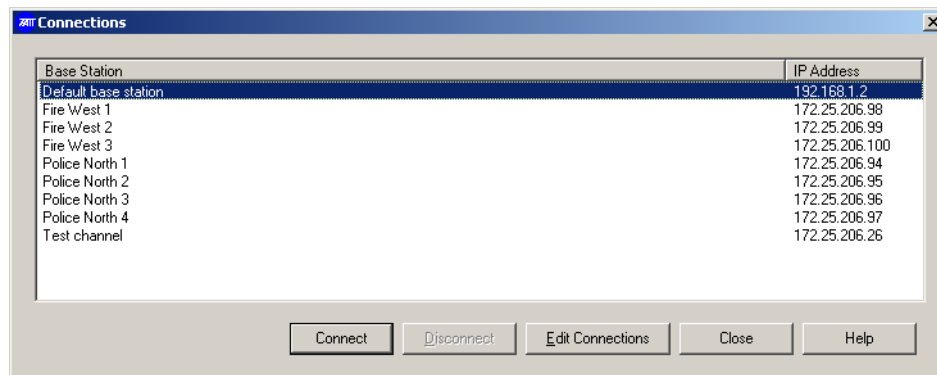 TAIT Connections
Base Station IP Address
Default base station 192.168.1.2
Fire West 1 172.25.206.98
Fire West 2 172.25.206.99
Fire West 3 172.25.206.100
Police North 1 172.25.206.94
Police North 2 172.25.206.95
Police North 3 172.25.206.96
Police North 4 172.25.206.97
Test channel 172.25.206.26
Connect Disconnect Edit Connections Close Help